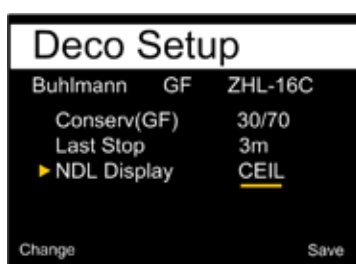 Deco Setup
Buhlmann GF ZHL-16C
Conserv(GF) 30/70
Last Stop 3m
NDL Display CEIL
Change Save